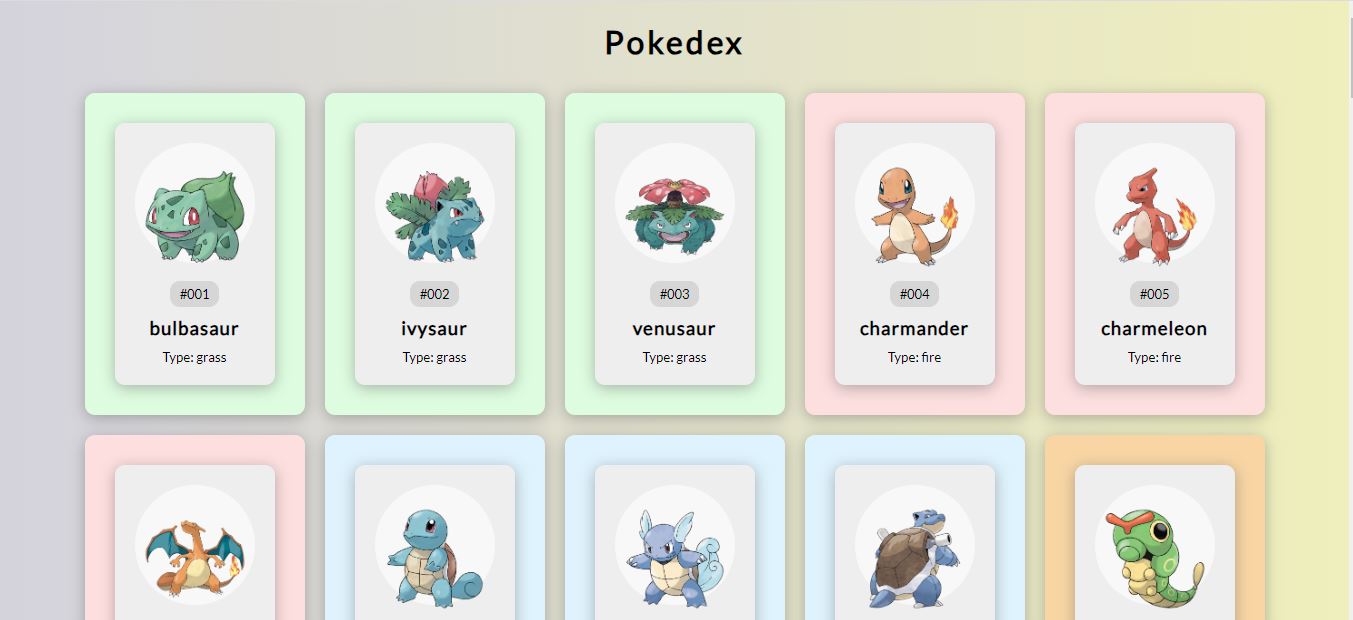 Pokedex
#001
bulbasaur
Type: grass
#002
ivysaur
Type: grass
#003
venusaur
Type: grass
#004
charmander
Type: fire
#005
charmeleon
Type: fire